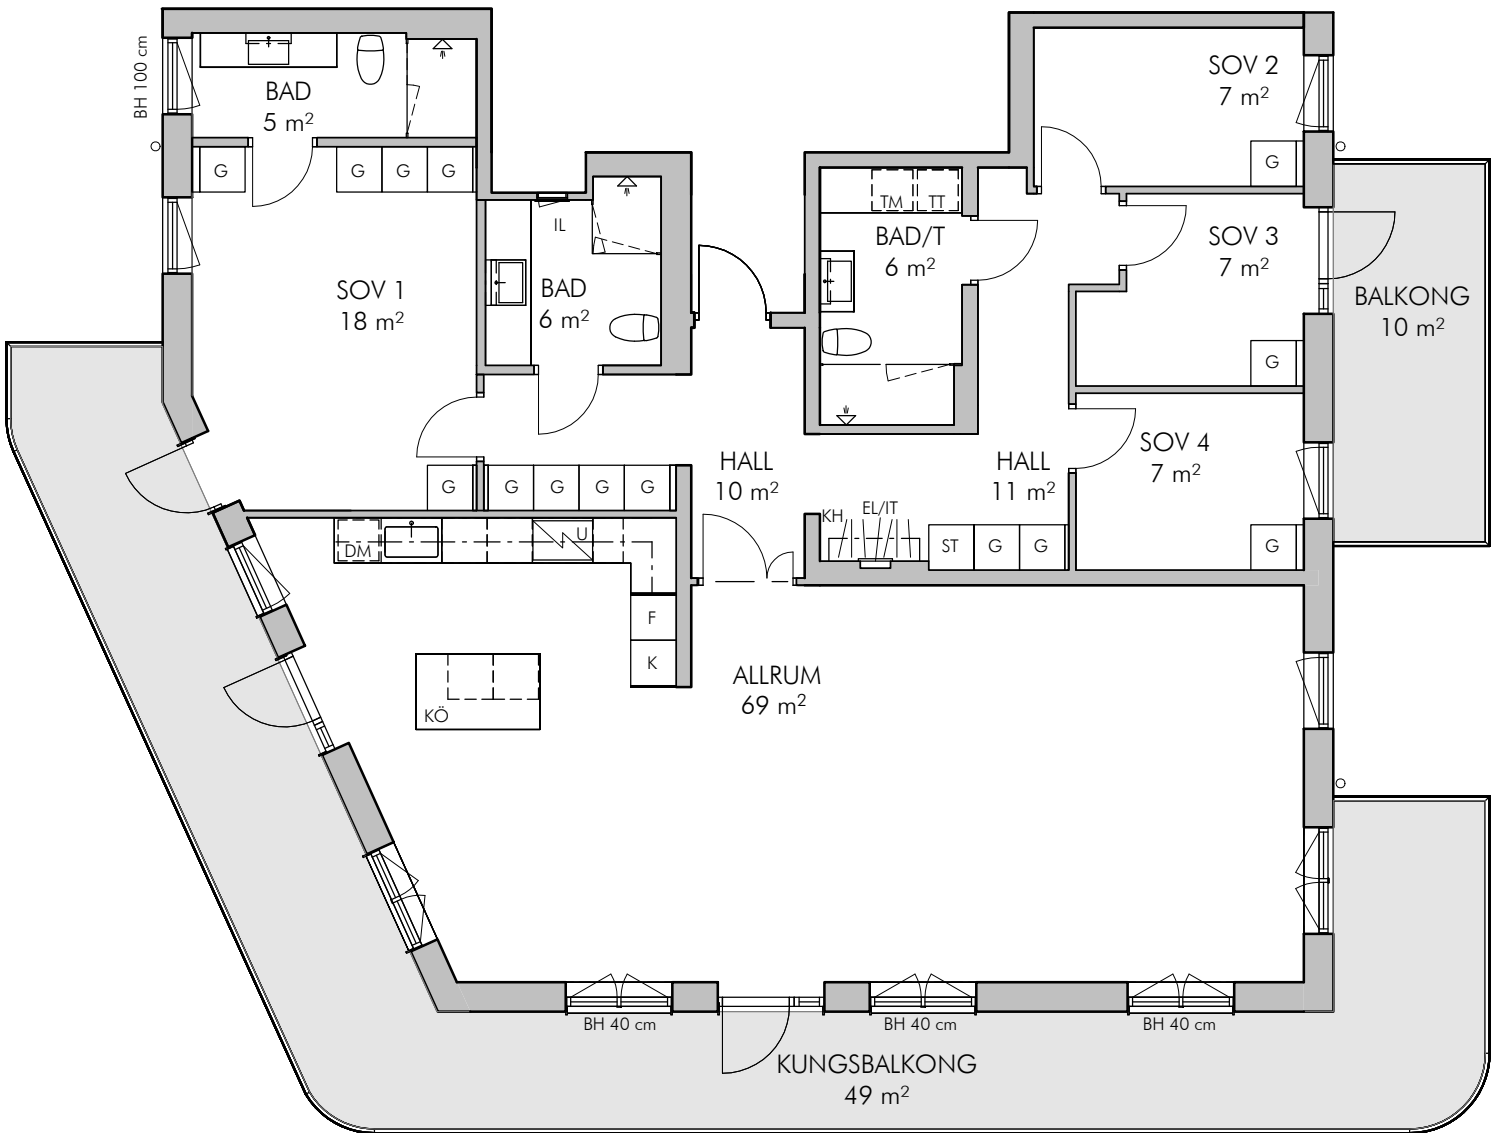 BH 100 cm
BAD
5 m²
G
G
G
G
SOV 1
18 m²
IL
BAD
6 m²
TM
TT
BAD/T
6 m²
SOV 2
7 m²
G
SOV 3
7 m²
G
BALKONG
10 m²
SOV 4
7 m²
G
HALL
10 m²
HALL
11 m²
KH
EL/IT
ST
G
G
G
G
G
G
G
DM
U
F
K
KÖ
ALLRUM
69 m²
BH 40 cm
BH 40 cm
BH 40 cm
KUNGSBALKONG
49 m²